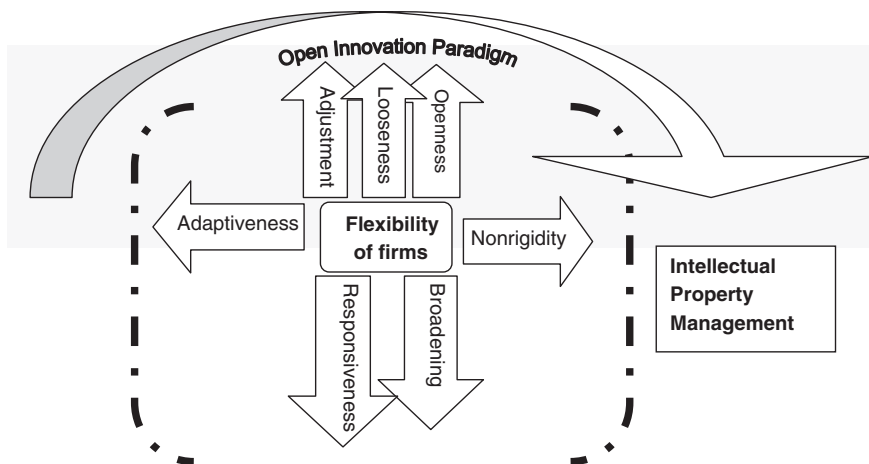 Open Innovation Paradigm
Adjustment
Looseness
Openness
Adaptiveness
Flexibility
of firms
Nonrigidity
Responsiveness
Broadening
Intellectual
Property
Management